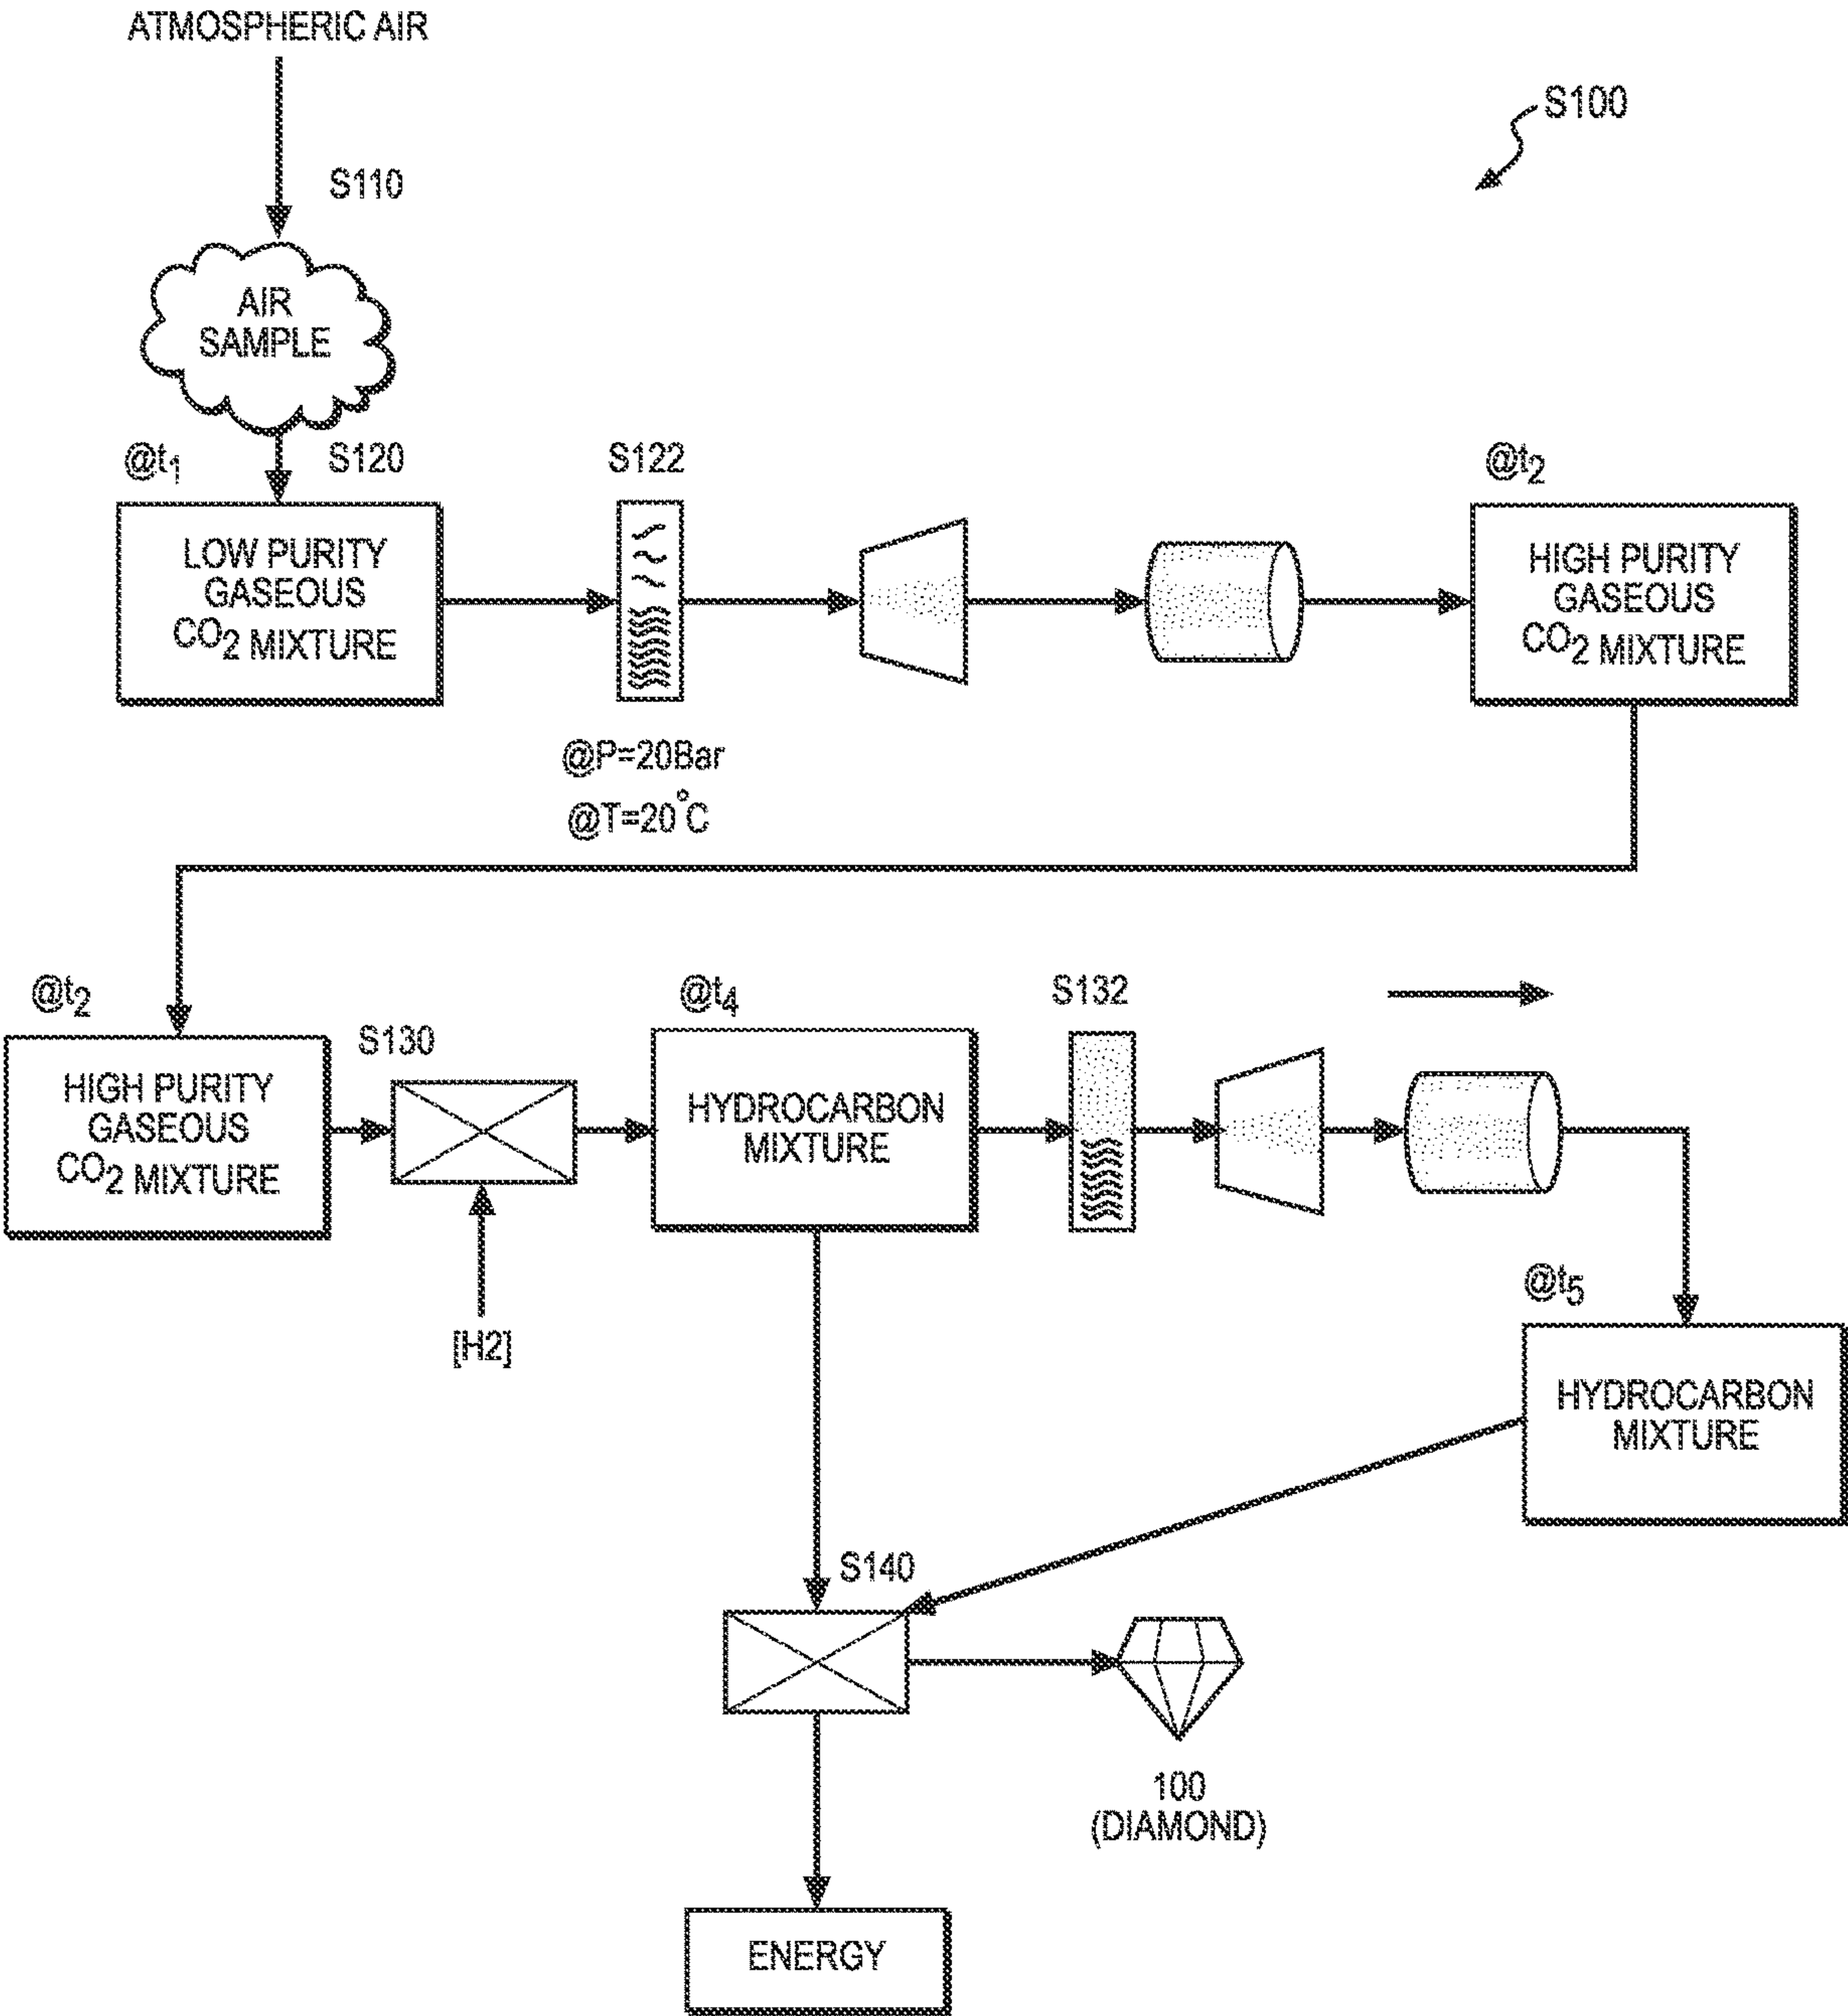 ATMOSPHERIC AIR
S100
S110
AIR
SAMPLE
@t1
S120
S122
@t2
LOW PURITY
GASEOUS
CO2 MIXTURE
HIGH PURITY
GASEOUS
CO2 MIXTURE
@P=20Bar
@T=20°C
@t2
S130
@t4
S132
HIGH PURITY
GASEOUS
CO2 MIXTURE
HYDROCARBON
MIXTURE
[H2]
@t5
HYDROCARBON
MIXTURE
S140
100
(DIAMOND)
ENERGY